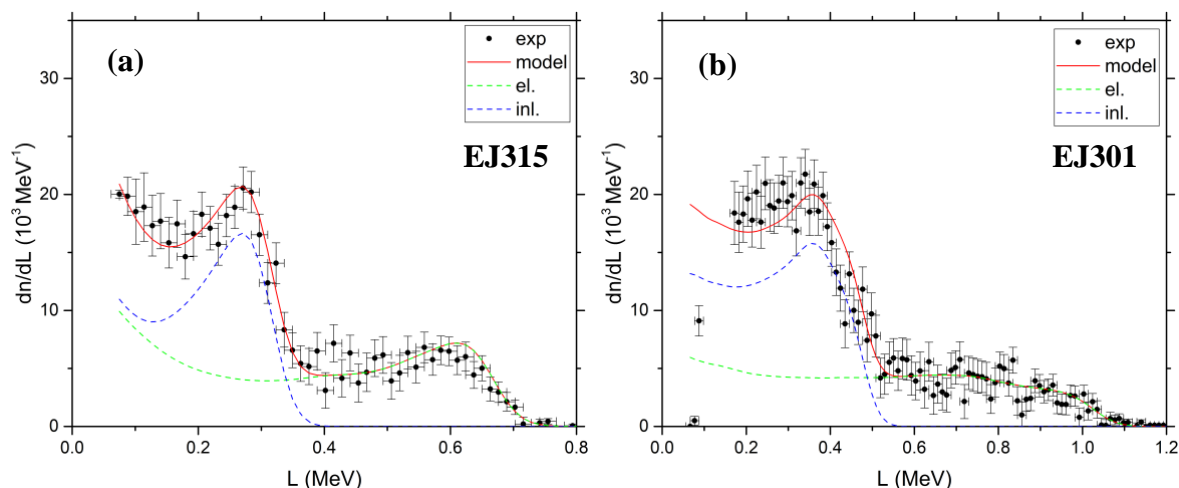 (a)
exp
model
el.
inl.
EJ315
dn/dL (10³ MeV⁻¹)
30
20
10
0
0.0 0.2 0.4 0.6 0.8
L (MeV)
(b)
exp
model
el.
inl.
EJ301
dn/dL (10³ MeV⁻¹)
30
20
10
0
0.0 0.2 0.4 0.6 0.8 1.0 1.2
L (MeV)